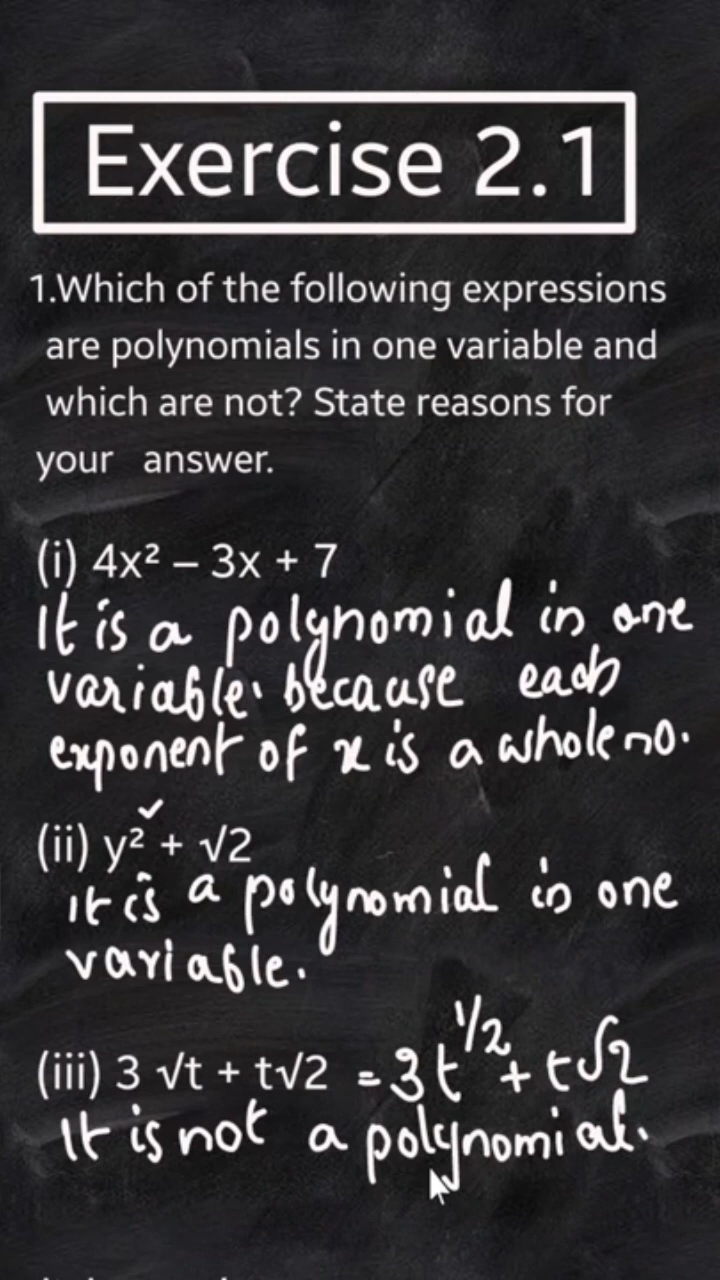 Exercise 2.1
1.Which of the following expressions
are polynomials in one variable and
which are not? State reasons for
your answer.
(i) 4x² – 3x + 7
It is a polynomial in one
variable. because each
exponent of x is a whole no.
(ii) y² + √2
it is a polynomial in one
variable.
(iii) 3 √t + t√2 = 3t^1/2 + t√2
It is not a polynomial.